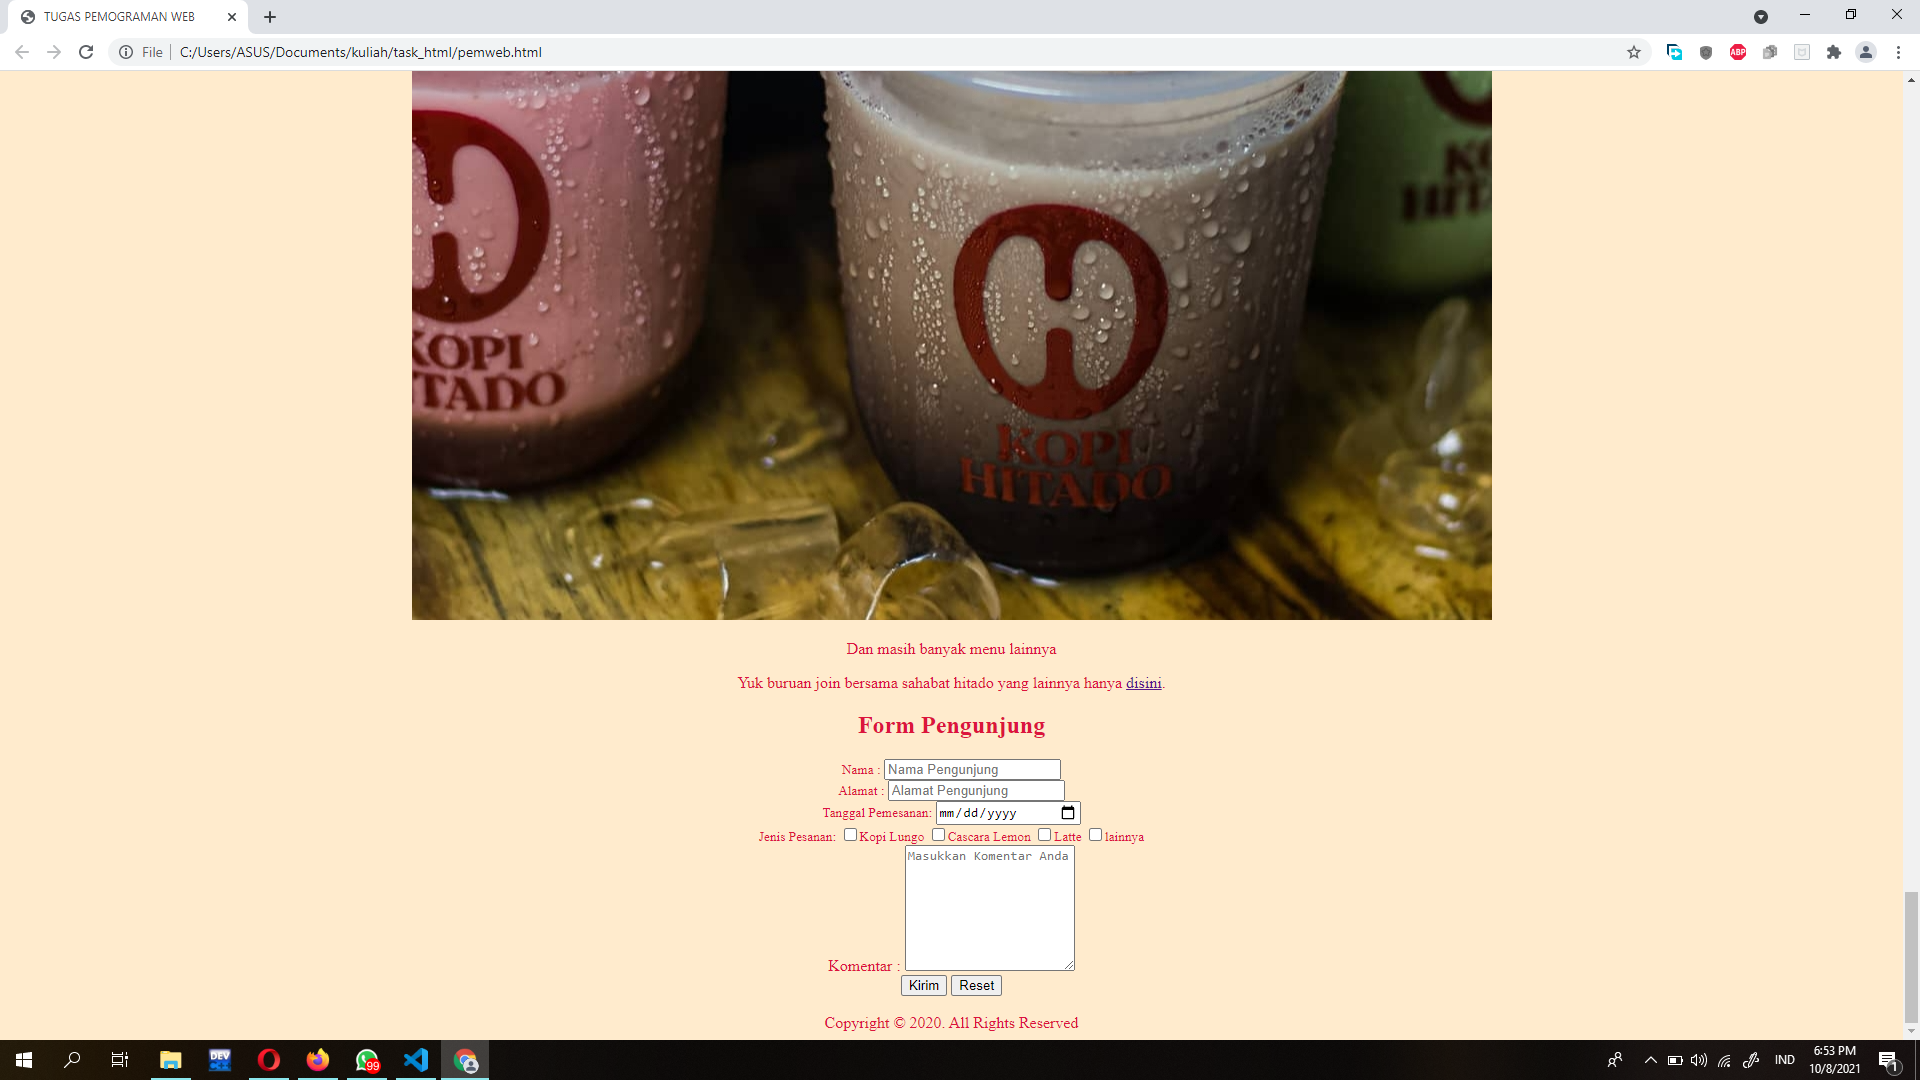 TUGAS PEMOGRAMAN WEB
File
C:/Users/ASUS/Documents/kuliah/task_html/pemweb.html
ABP
KOPI
HITADO
KOPI
HITADO
Dan masih banyak menu lainnya
Yuk buruan join bersama sahabat hitado yang lainnya hanya disini.
Form Pengunjung
Nama : Nama Pengunjung
Alamat : Alamat Pengunjung
Tanggal Pemesanan: mm/dd/yyyy
Jenis Pesanan: Kopi Lungo Cascara Lemon Latte lainnya
Masukkan Komentar Anda
Komentar :
Kirim Reset
Copyright © 2020. All Rights Reserved
DEV
99
IND
6:53 PM
10/8/2021
1